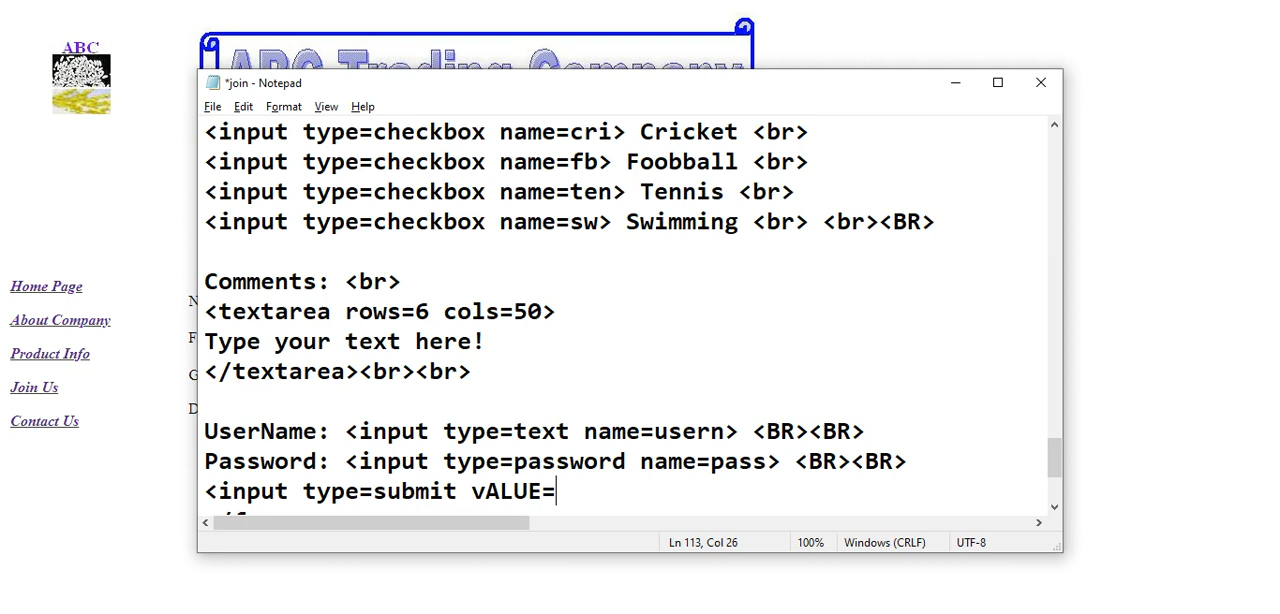 ABC
ABC Trading Company
*join - Notepad
File Edit Format View Help
<input type=checkbox name=cri> Cricket <br>
<input type=checkbox name=fb> Foobball <br>
<input type=checkbox name=ten> Tennis <br>
<input type=checkbox name=sw> Swimming <br> <br><BR>
Comments: <br>
<textarea rows=6 cols=50>
Type your text here!
</textarea><br><br>
UserName: <input type=text name=usern> <BR><BR>
Password: <input type=password name=pass> <BR><BR>
<input type=submit vALUE=
Home Page
About Company
Product Info
Join Us
Contact Us
N
F
G
D
Ln 113, Col 26 100% Windows (CRLF) UTF-8